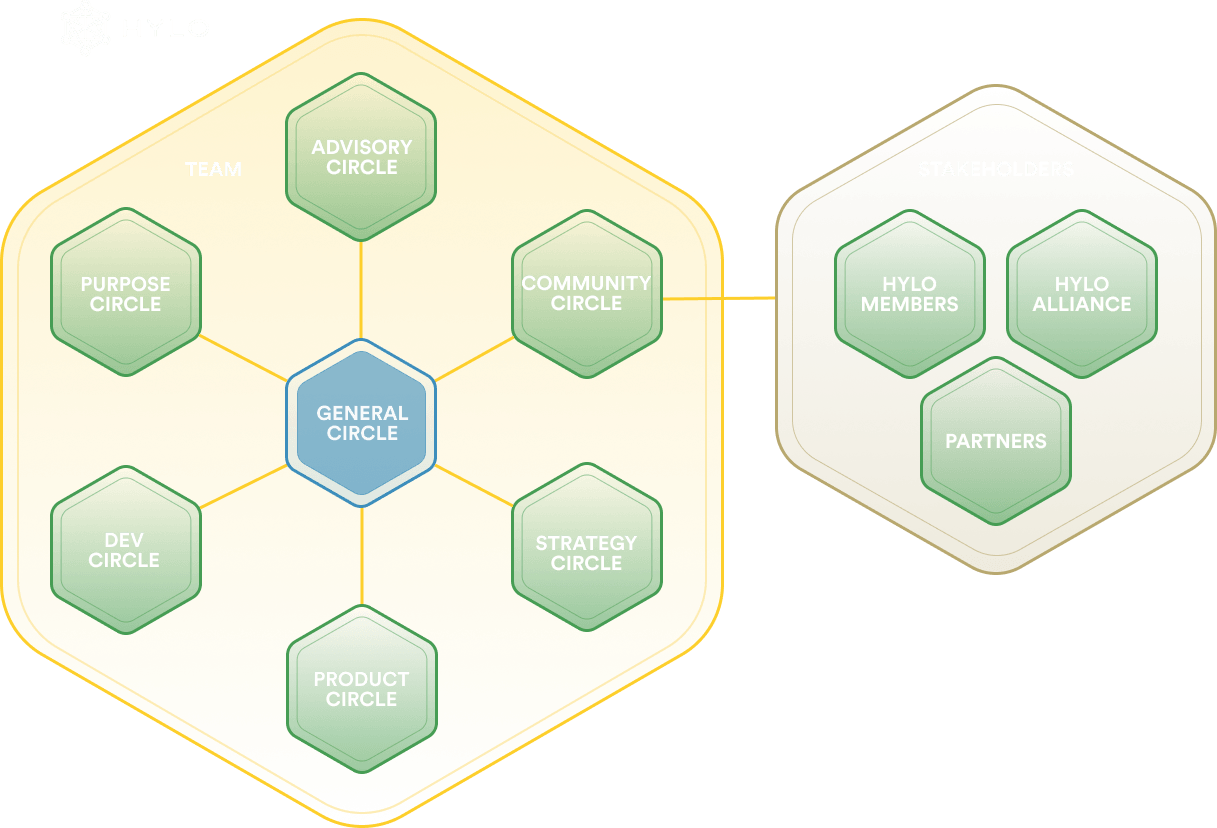 HYLO
TEAM
ADVISORY
CIRCLE
STAKEHOLDERS
PURPOSE
CIRCLE
COMMUNITY
CIRCLE
HYLO
MEMBERS
HYLO
ALLIANCE
GENERAL
CIRCLE
PARTNERS
DEV
CIRCLE
STRATEGY
CIRCLE
PRODUCT
CIRCLE